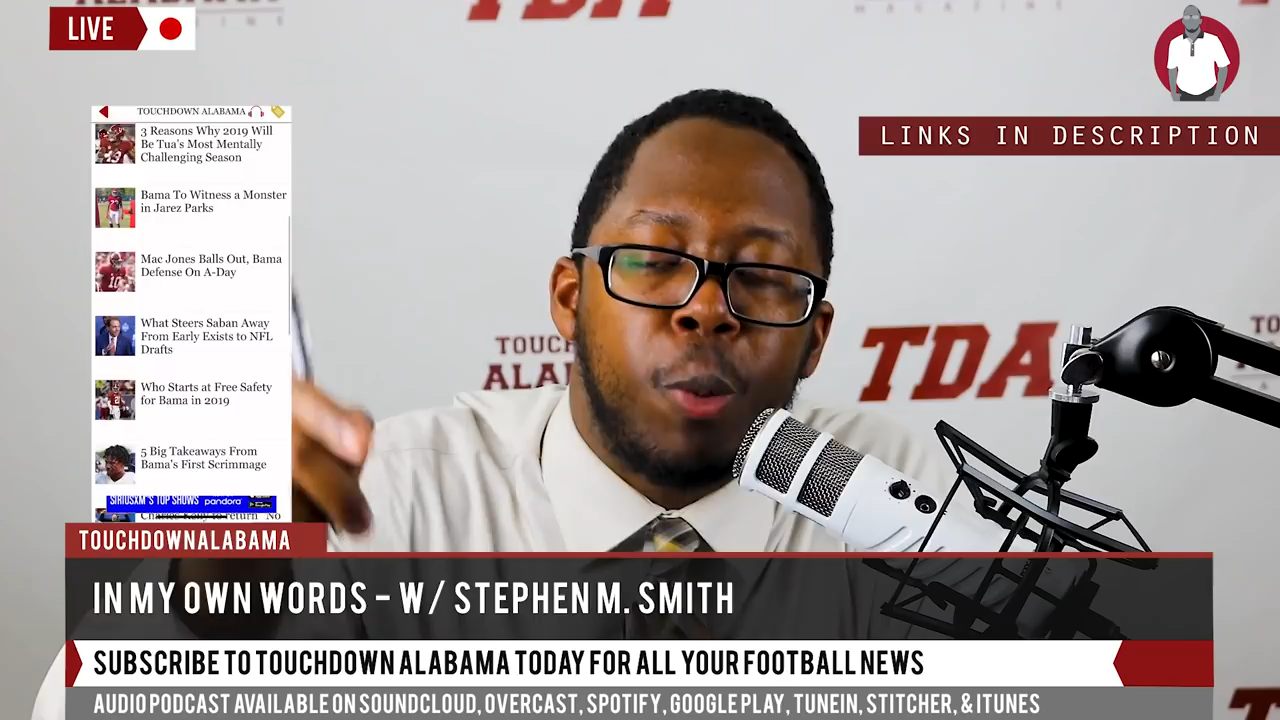 LIVE
TDA
MAGAZINE
LINKS IN DESCRIPTION
TOUCHDOWN ALABAMA
3 Reasons Why 2019 Will
Be Tua's Most Mentally
Challenging Season
Bama To Witness a Monster
in Jarez Parks
Mac Jones Balls Out, Bama
Defense On A-Day
What Steers Saban Away
From Early Exists to NFL
Drafts
Who Starts at Free Safety
for Bama in 2019
5 Big Takeaways From
Bama's First Scrimmage
SIRIUSXM'S TOP SHOWS pandora
TDA
TOUCHDOWNALABAMA
IN MY OWN WORDS - W/ STEPHEN M. SMITH
SUBSCRIBE TO TOUCHDOWN ALABAMA TODAY FOR ALL YOUR FOOTBALL NEWS
AUDIO PODCAST AVAILABLE ON SOUNDCLOUD, OVERCAST, SPOTIFY, GOOGLE PLAY, TUNEIN, STITCHER, & ITUNES